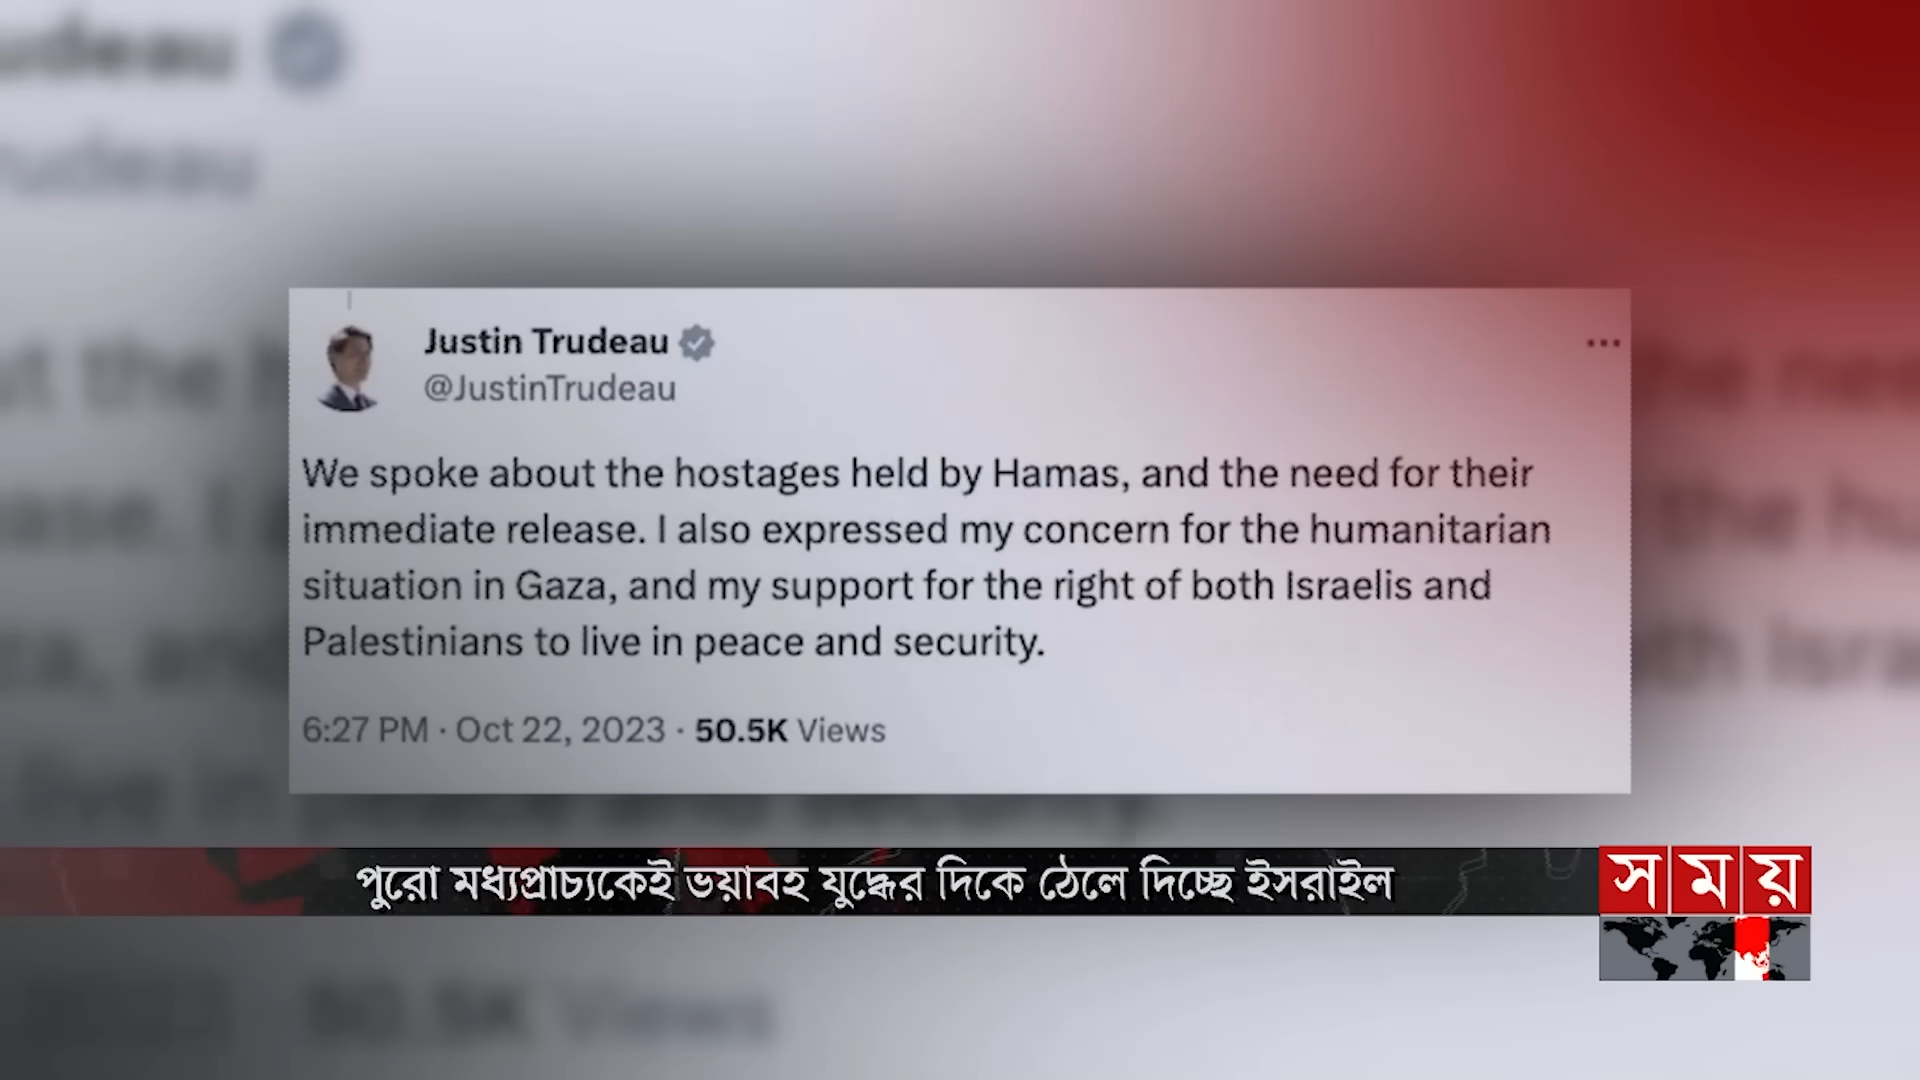 Justin Trudeau
@JustinTrudeau
We spoke about the hostages held by Hamas, and the need for their
immediate release. I also expressed my concern for the humanitarian
situation in Gaza, and my support for the right of both Israelis and
Palestinians to live in peace and security.
6:27 PM · Oct 22, 2023 · 50.5K Views
পুরো মধ্যপ্রাচ্যকেই ভয়াবহ যুদ্ধের দিকে ঠেলে দিচ্ছে ইসরাইল
সময়